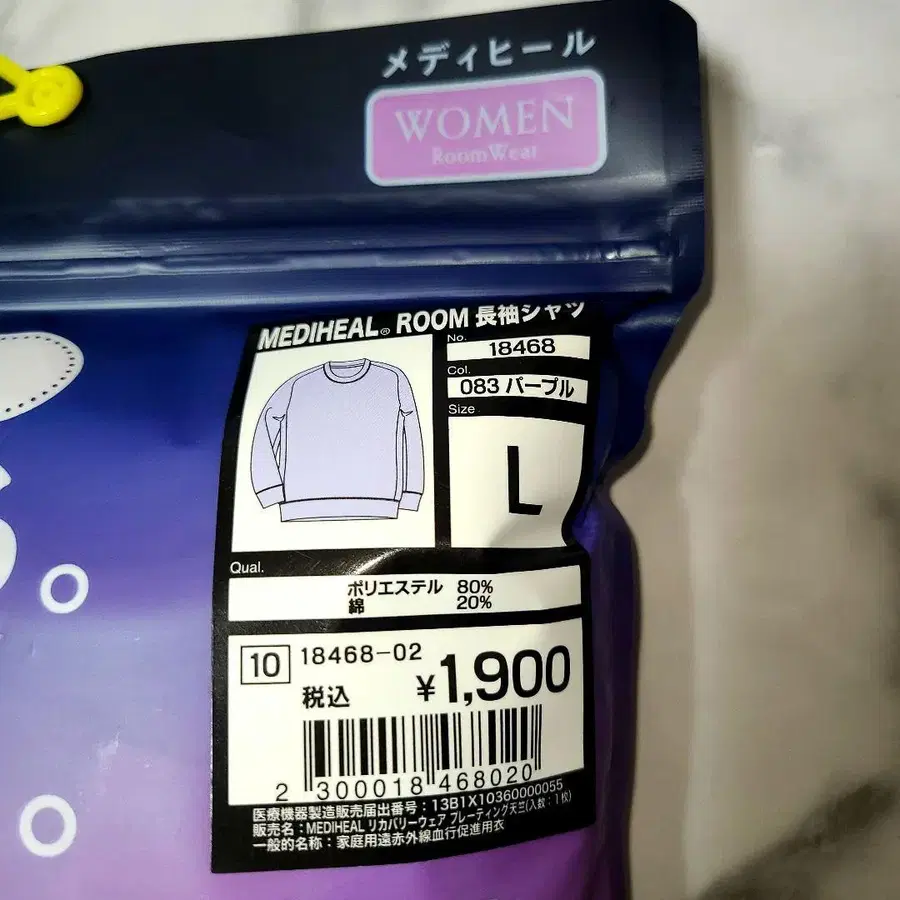 メディヒール
WOMEN
RoomWear
MEDIHEAL® ROOM 長袖シャツ
No.
18468
Col.
083 パープル
Size
L
Qual.
ポリエステル 80%
綿 20%
10 18468-02
税込 ¥1,900
2 300018 468020
医療機器製造販売届出番号：13B1X10360000055
販売名：MEDIHEAL リカバリーウェア プレーティング天竺(入数：1枚)
一般的名称：家庭用遠赤外線血行促進用衣